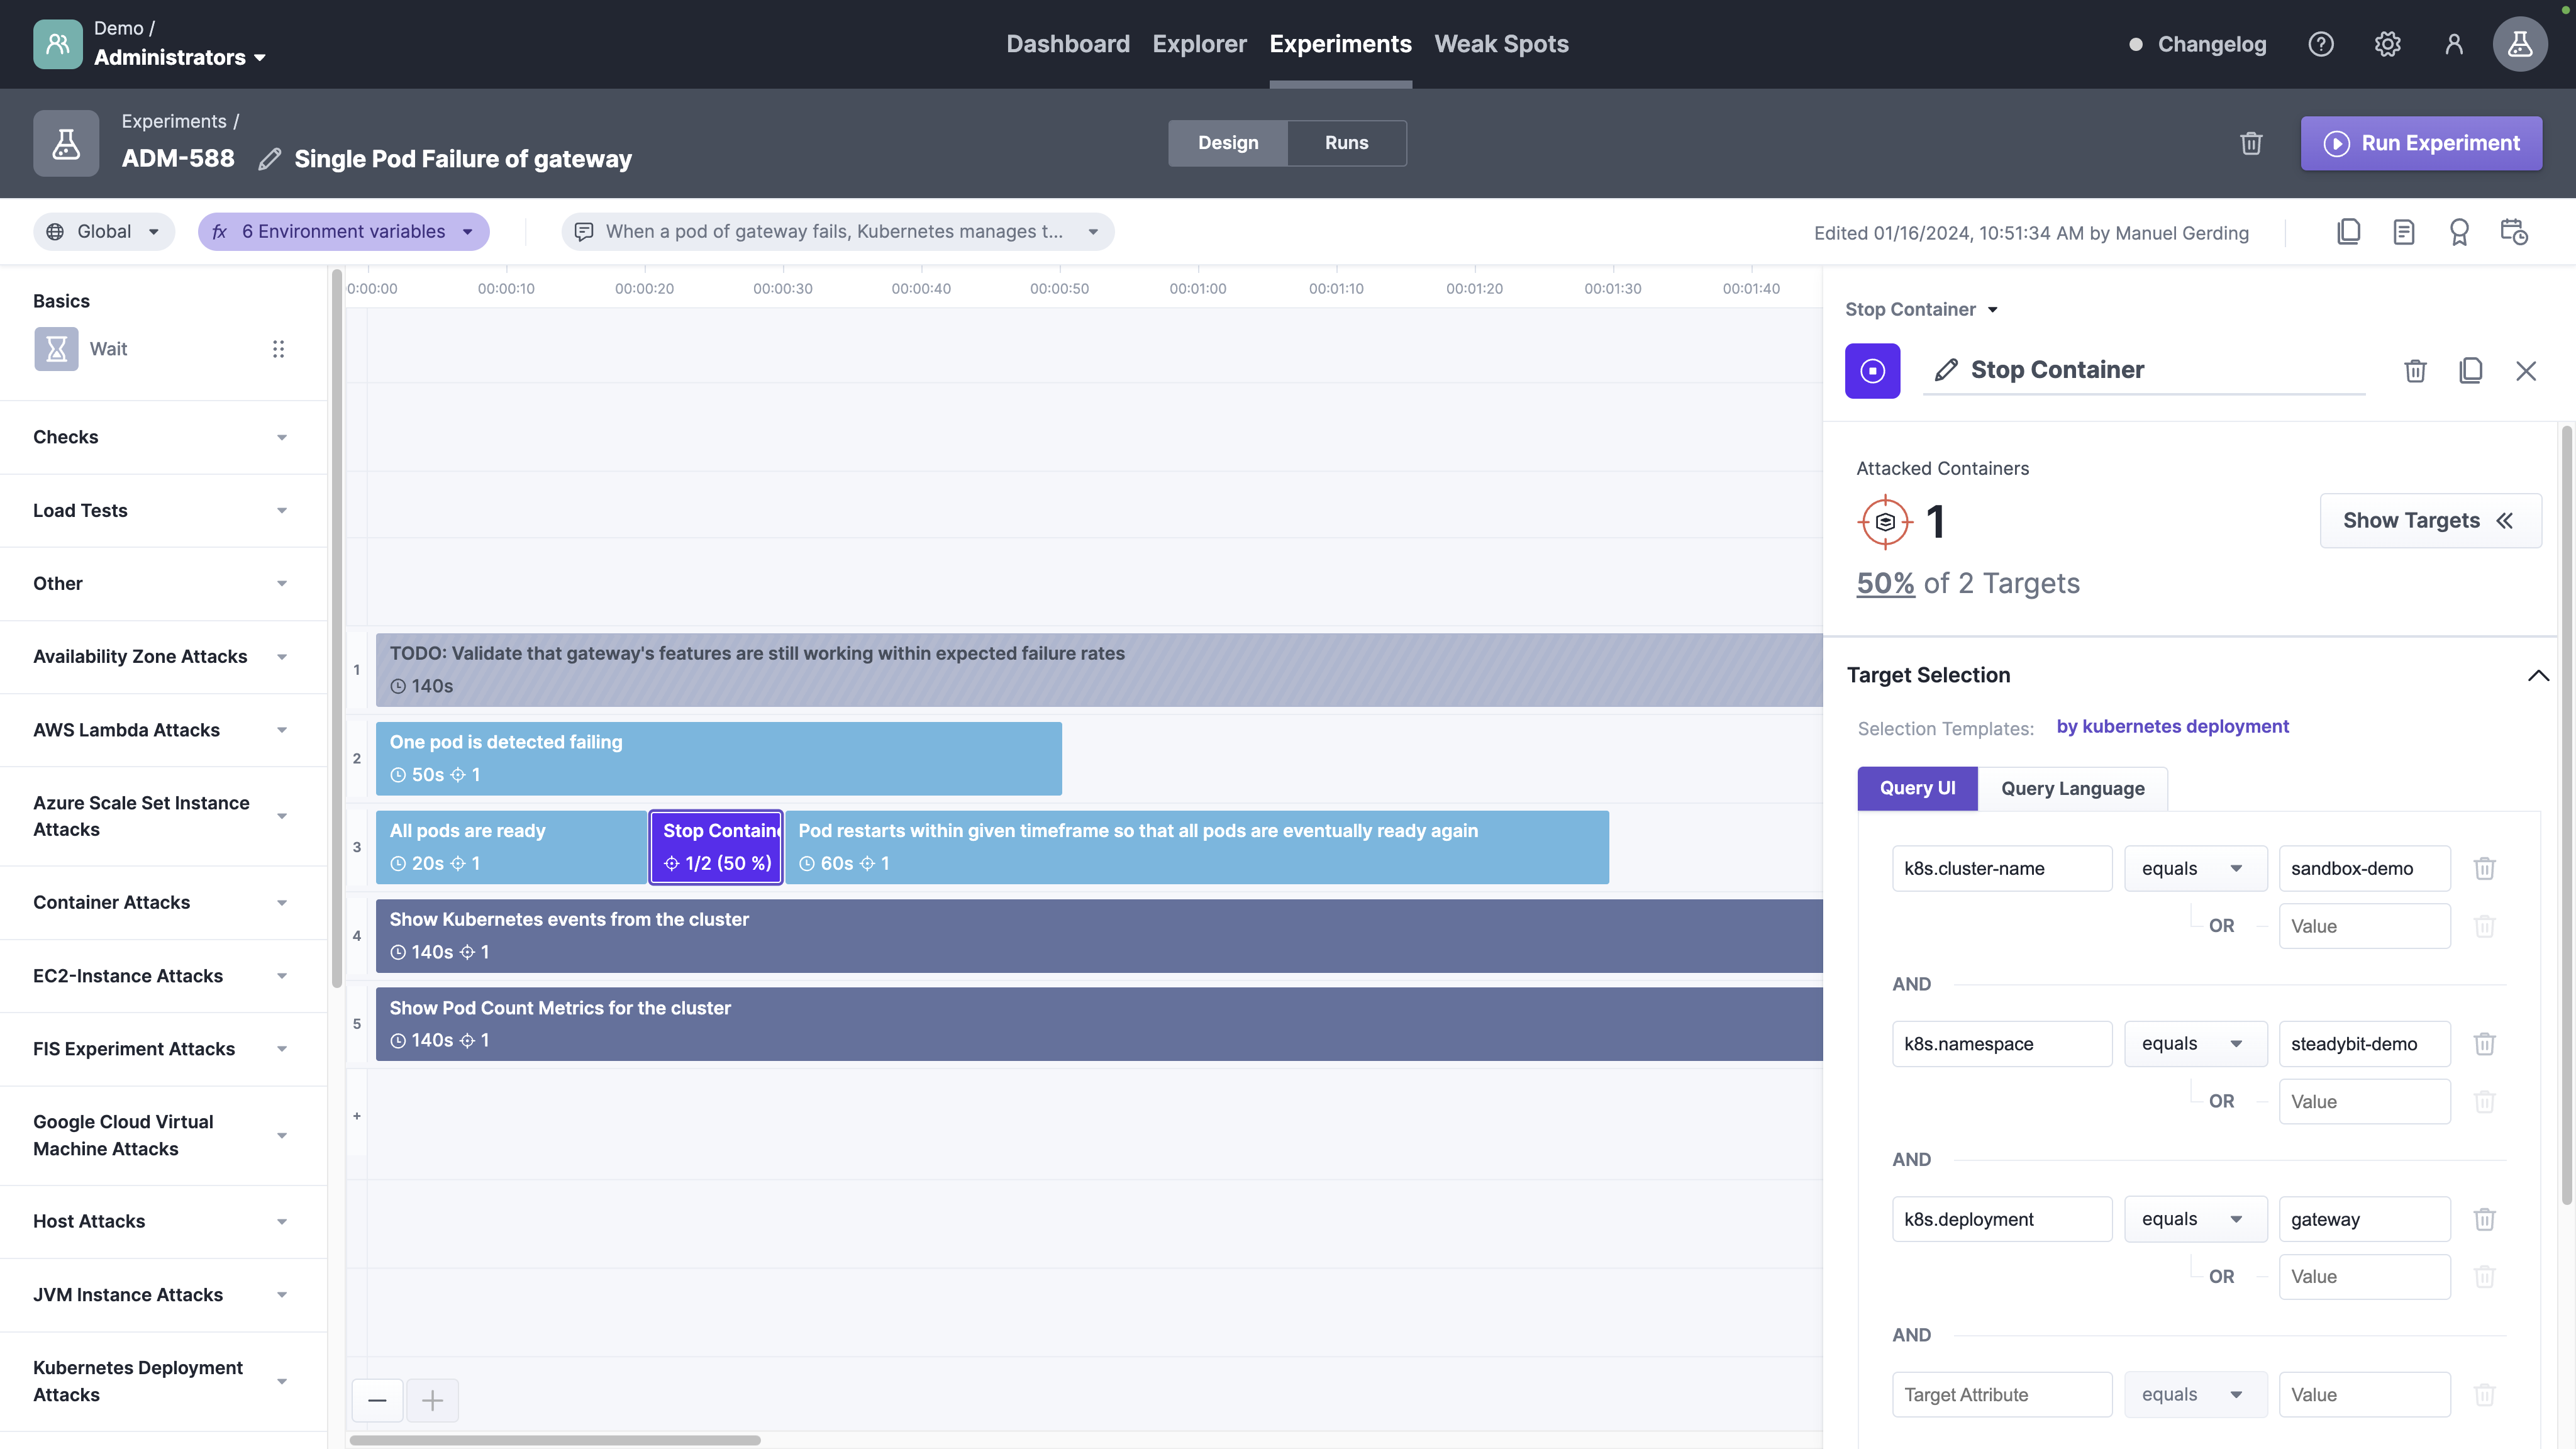 Demo /
Administrators
Dashboard Explorer Experiments Weak Spots
Changelog
Experiments /
ADM-588 Single Pod Failure of gateway
Design Runs
Run Experiment
Global
fx 6 Environment variables
When a pod of gateway fails, Kubernetes manages t...
Edited 01/16/2024, 10:51:34 AM by Manuel Gerding
Basics
Wait
Checks
Load Tests
Other
Availability Zone Attacks
AWS Lambda Attacks
Azure Scale Set Instance
Attacks
Container Attacks
EC2-Instance Attacks
FIS Experiment Attacks
Google Cloud Virtual
Machine Attacks
Host Attacks
JVM Instance Attacks
Kubernetes Deployment
Attacks
0:00:00 00:00:10 00:00:20 00:00:30 00:00:40 00:00:50 00:01:00 00:01:10 00:01:20 00:01:30 00:01:40
1
TODO: Validate that gateway's features are still working within expected failure rates
140s
2
One pod is detected failing
50s 1
3
All pods are ready
20s 1
Stop Containe
1/2 (50 %)
Pod restarts within given timeframe so that all pods are eventually ready again
60s 1
4
Show Kubernetes events from the cluster
140s 1
5
Show Pod Count Metrics for the cluster
140s 1
+
Stop Container
Stop Container
Attacked Containers
1
Show Targets
50% of 2 Targets
Target Selection
Selection Templates: by kubernetes deployment
Query UI Query Language
k8s.cluster-name equals sandbox-demo
OR Value
AND
k8s.namespace equals steadybit-demo
OR Value
AND
k8s.deployment equals gateway
OR Value
AND
Target Attribute equals Value